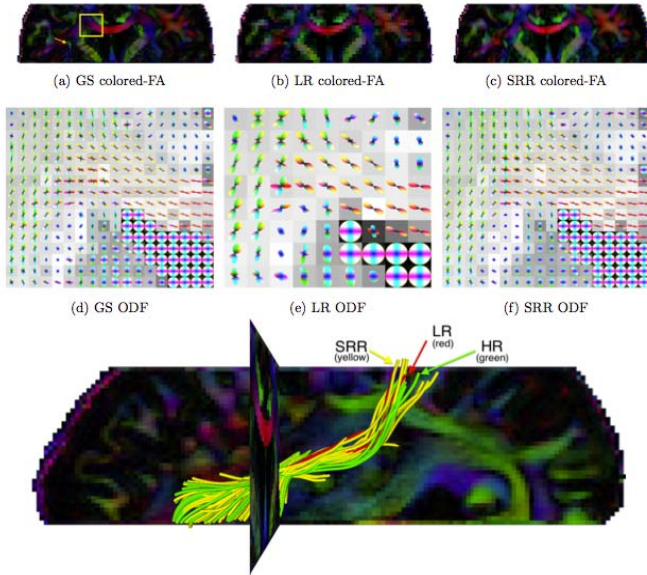 (a) GS colored-FA
(b) LR colored-FA
(c) SRR colored-FA
(d) GS ODF
(e) LR ODF
(f) SRR ODF
SRR
(yellow)
LR
(red)
HR
(green)